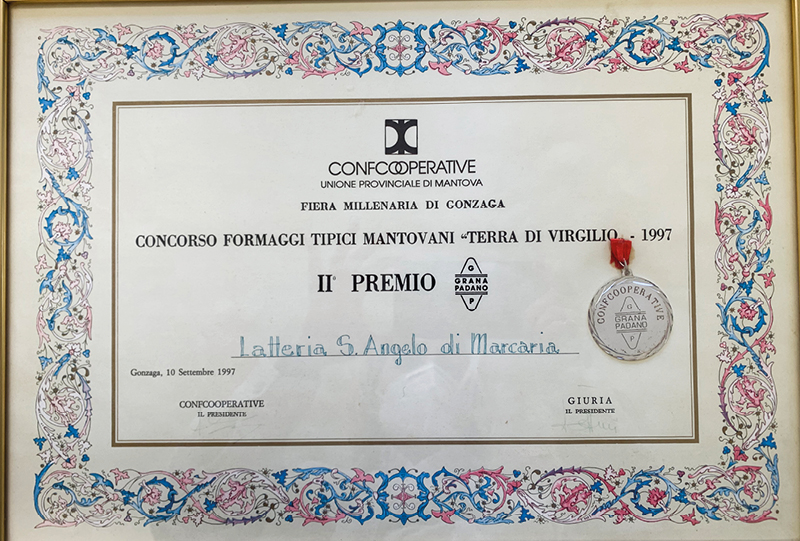 CONFCOOPERATIVE
UNIONE PROVINCIALE DI MANTOVA
FIERA MILLENARIA DI GONZAGA
CONCORSO FORMAGGI TIPICI MANTOVANI “TERRA DI VIRGILIO - 1997
II° PREMIO
G
GRANA
PADANO
P
CONFCOOPERATIVE
G
GRANA
PADANO
P
Latteria S. Angelo di Marcaria
Gonzaga, 10 Settembre 1997
CONFCOOPERATIVE
IL PRESIDENTE
GIURIA
IL PRESIDENTE